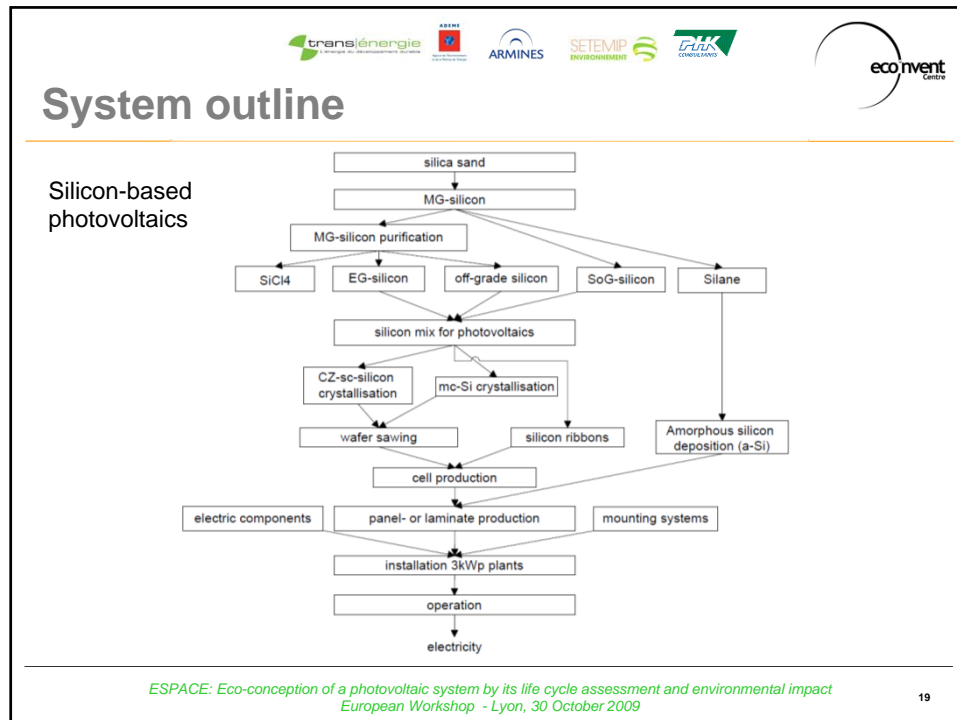 trans énergie
ADEME
ARMINES
SETEMIP
ENVIRONNEMENT
PHK
CONSULTANTS
ecoinvent
Centre
System outline
Silicon-based
photovoltaics
silica sand
MG-silicon
MG-silicon purification
SiCl4
EG-silicon
off-grade silicon
SoG-silicon
Silane
silicon mix for photovoltaics
CZ-sc-silicon
crystallisation
mc-Si crystallisation
wafer sawing
silicon ribbons
Amorphous silicon
deposition (a-Si)
cell production
electric components
panel- or laminate production
mounting systems
installation 3kWp plants
operation
electricity
ESPACE: Eco-conception of a photovoltaic system by its life cycle assessment and environmental impact
European Workshop - Lyon, 30 October 2009
19